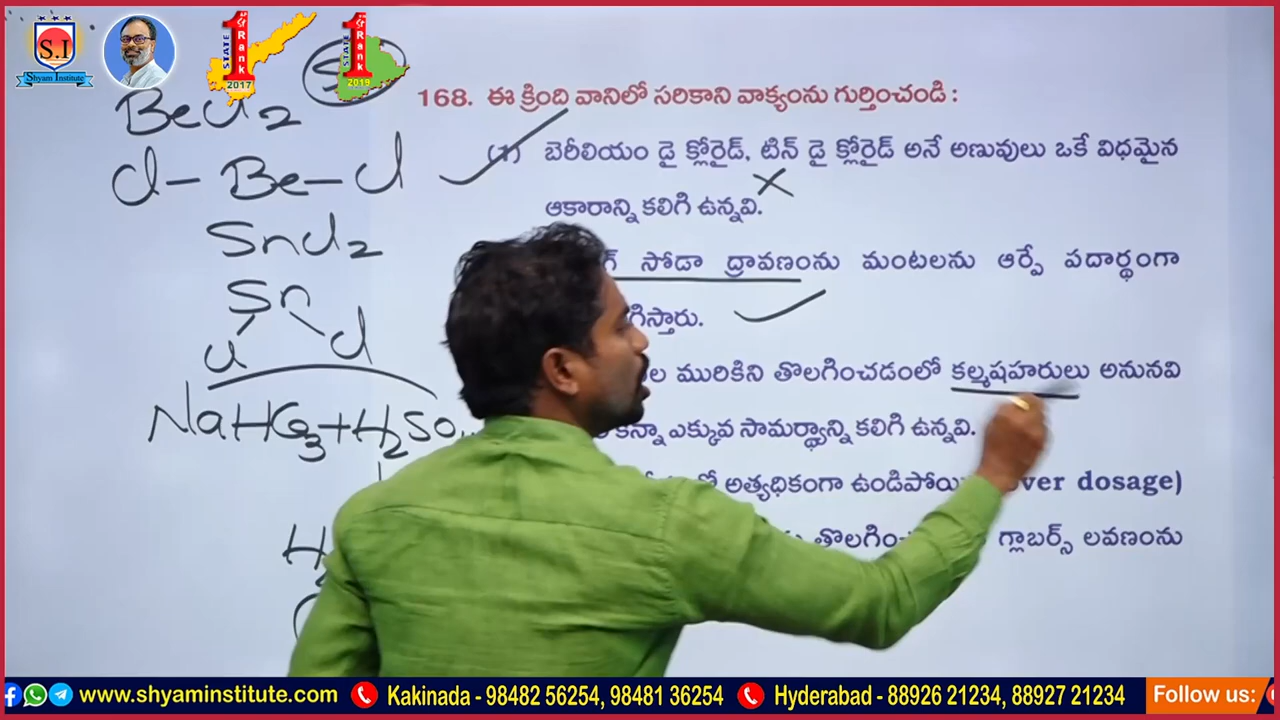 S.I
Shyam Institute
STATE 1 st Rank 2017
STATE 1 st Rank 2019
BeCl2
Cl - Be - Cl
SnCl2
Sn
Cl Cl
NaHCO3 + H2SO
168. ఈ క్రింది వానిలో సరికాని వాక్యంను గుర్తించండి :
(1) బెరీలియం డై క్లోరైడ్, టిన్ డై క్లోరైడ్ అనే అణువులు ఒకే విధమైన
ఆకారాన్ని కలిగి ఉన్నవి.
సోడా ద్రావణంను మంటలను ఆర్పే పదార్థంగా
మురికిని తొలగించడంలో కల్మషహరులు అనునవి
కన్నా ఎక్కువ సామర్థ్యాన్ని కలిగి ఉన్నవి.
అత్యధికంగా dosage)
గ్లాబర్స్ లవణంను
www.shyaminstitute.com Kakinada - 98482 56254, 98481 36254 Hyderabad - 88926 21234, 88927 21234 Follow us: